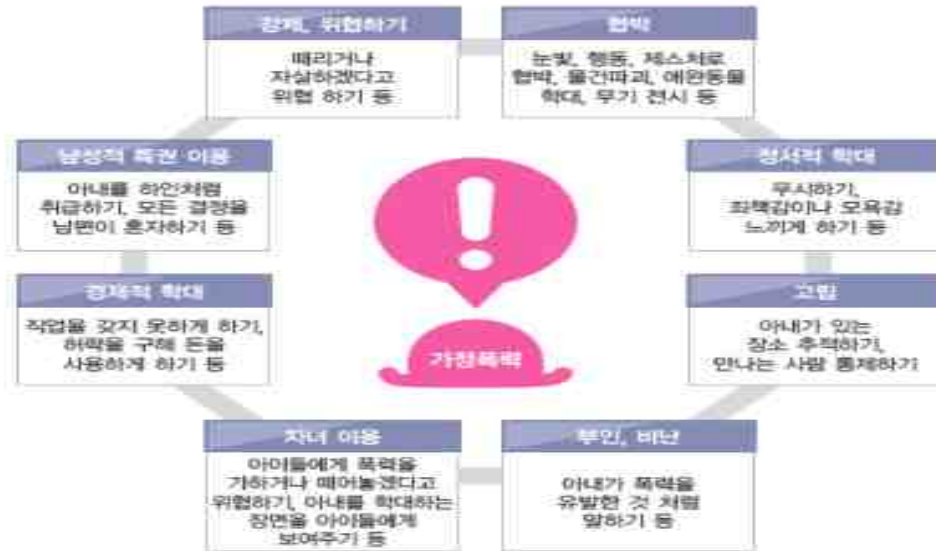 강제, 위협하기
때리거나
자살하겠다고
위협 하기 등
협박
눈빛, 행동, 제스처로
협박, 물건파괴, 애완동물
학대, 무기 전시 등
남성적 특권 이용
아내를 하인처럼
취급하기, 모든 결정을
남편이 혼자하기 등
정서적 학대
무시하기,
죄책감이나 모욕감
느끼게 하기 등
경제적 학대
직업을 갖지 못하게 하기,
허락을 구해 돈을
사용하게 하기 등
고립
아내가 있는
장소 추적하기,
만나는 사람 통제하기
가정폭력
자녀 이용
아이들에게 폭력을
가하거나 떼어놓겠다고
위협하기, 아내를 학대하는
장면을 아이들에게
보여주기 등
부인, 비난
아내가 폭력을
유발한 것 처럼
말하기 등